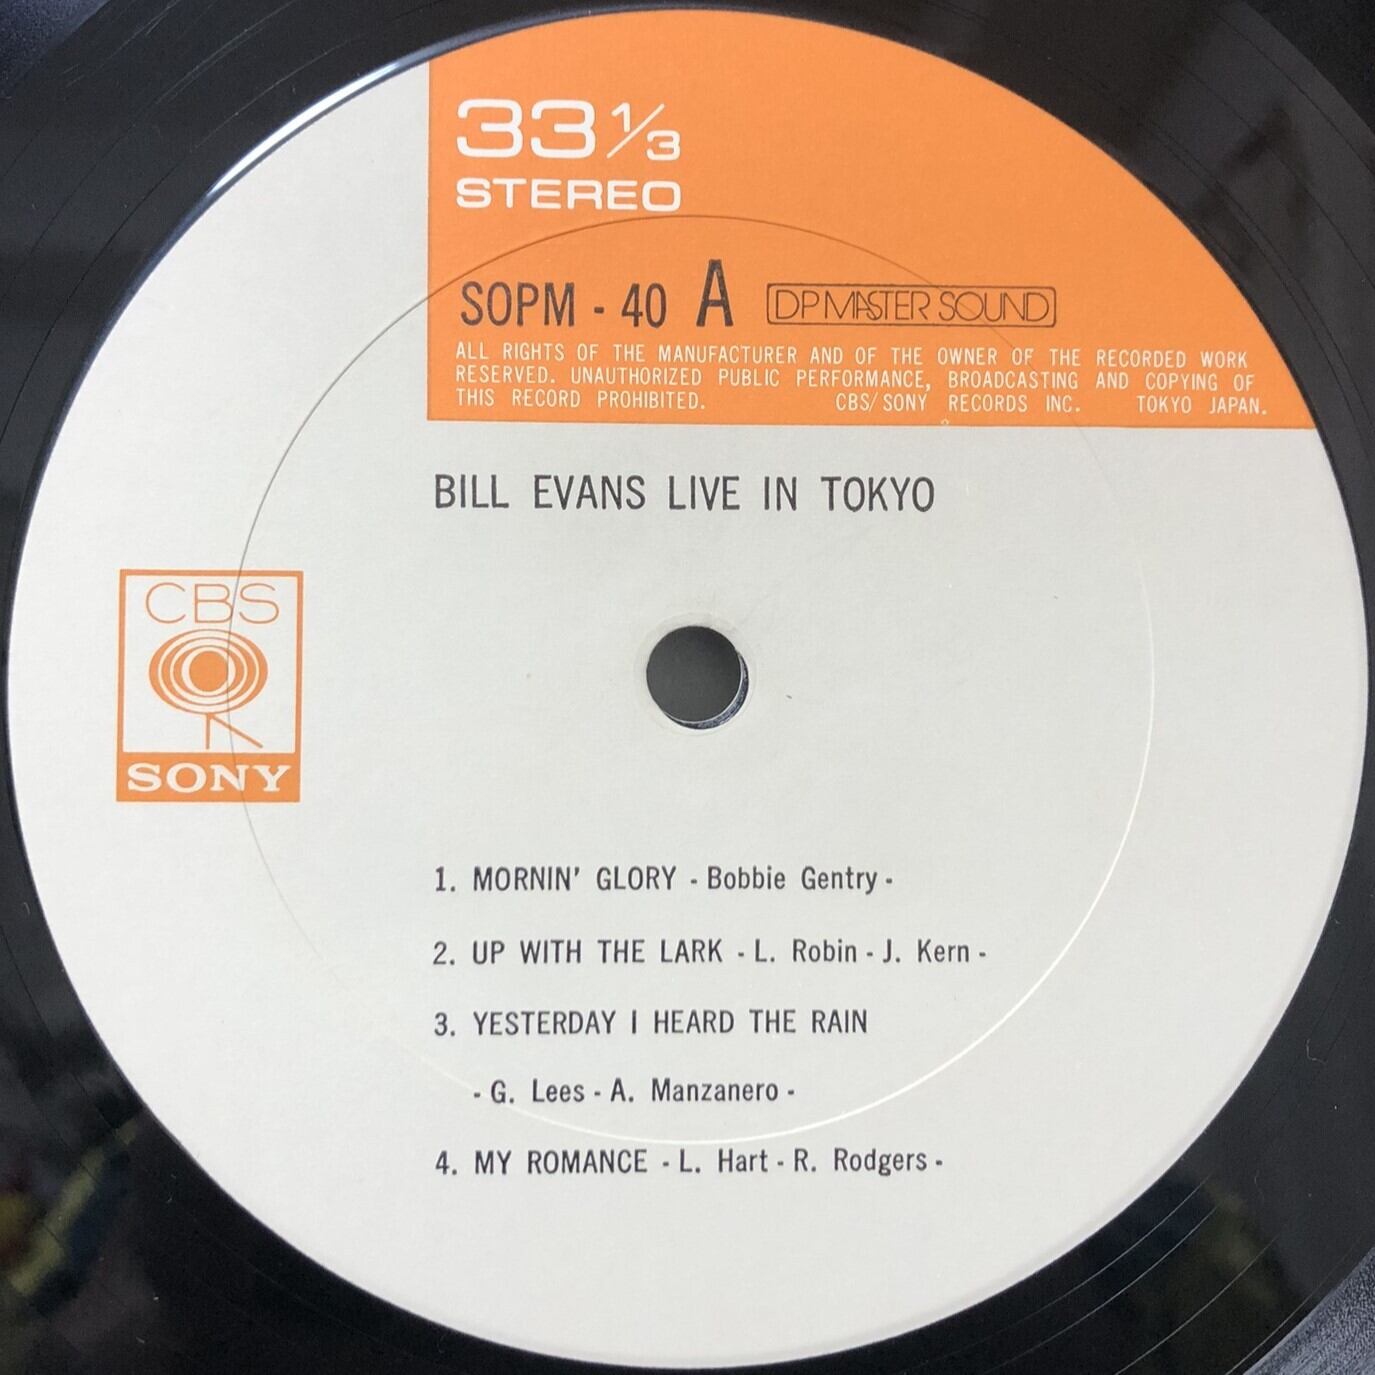 33 1/3
STEREO
SOPM - 40 A DP MASTER SOUND
ALL RIGHTS OF THE MANUFACTURER AND OF THE OWNER OF THE RECORDED WORK
RESERVED. UNAUTHORIZED PUBLIC PERFORMANCE, BROADCASTING AND COPYING OF
THIS RECORD PROHIBITED. CBS/SONY RECORDS INC. TOKYO JAPAN.
BILL EVANS LIVE IN TOKYO
CBS
SONY
1. MORNIN' GLORY - Bobbie Gentry -
2. UP WITH THE LARK - L. Robin - J. Kern -
3. YESTERDAY I HEARD THE RAIN
- G. Lees - A. Manzanero -
4. MY ROMANCE - L. Hart - R. Rodgers -